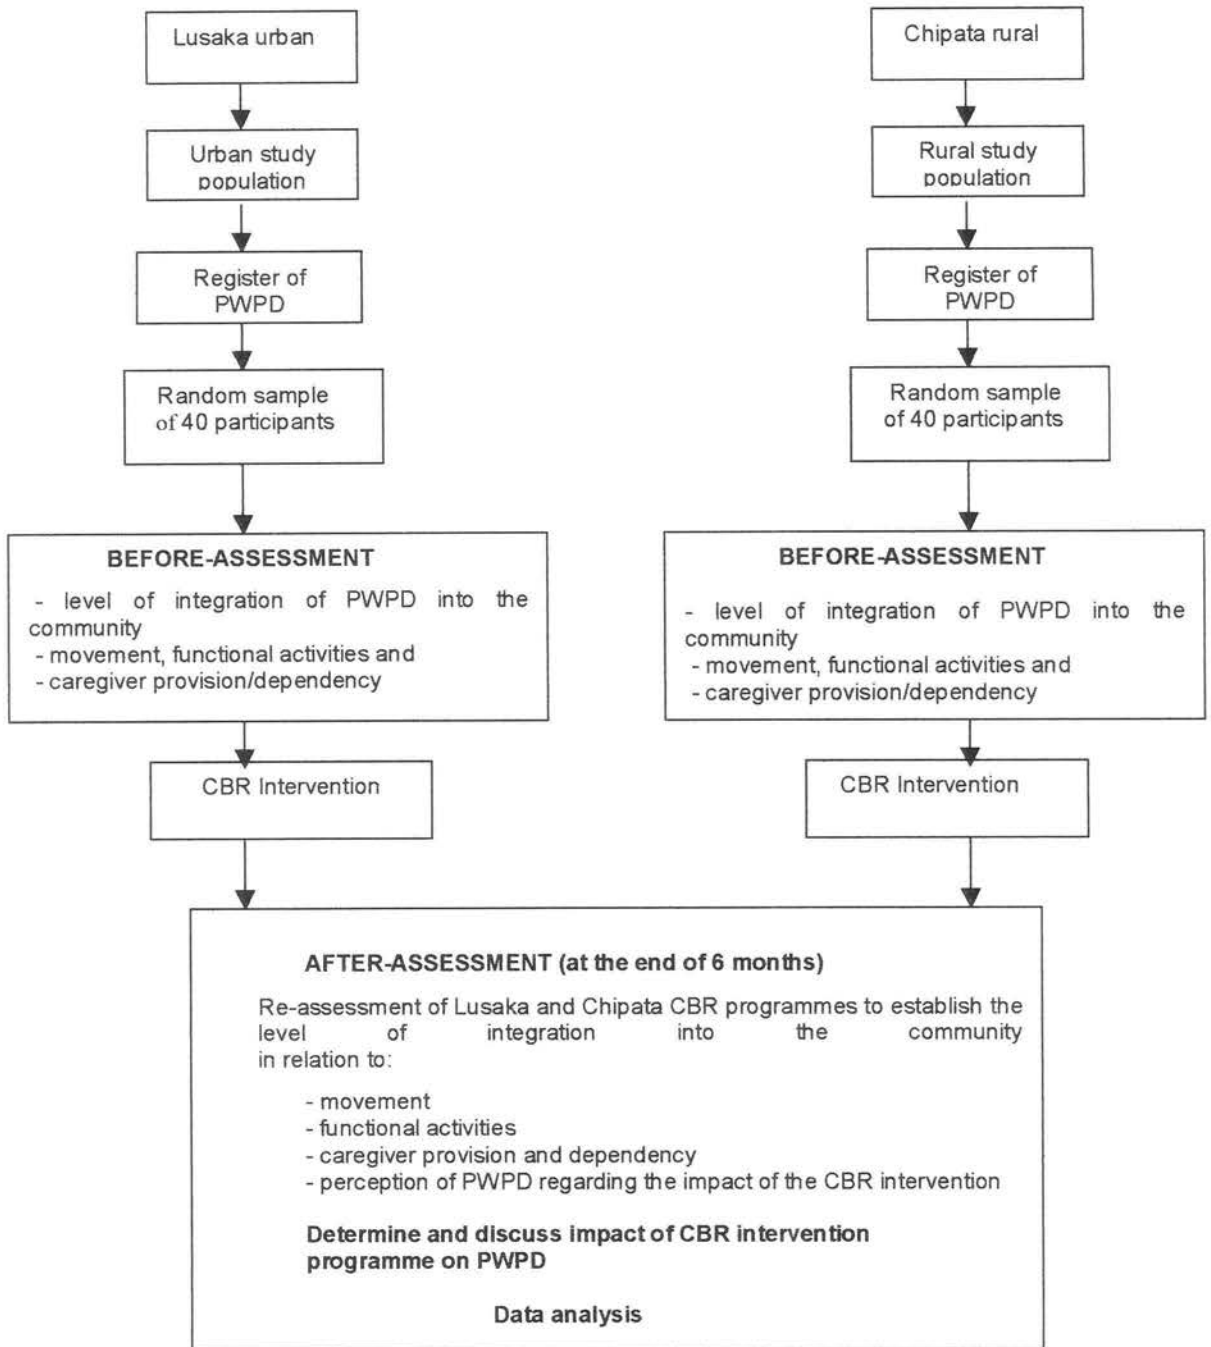 Lusaka urban
Urban study
population
Register of
PWPD
Random sample
of 40 participants
BEFORE-ASSESSMENT
- level of integration of PWPD into the
community
- movement, functional activities and
- caregiver provision/dependency
CBR Intervention
Chipata rural
Rural study
population
Register of
PWPD
Random sample
of 40 participants
BEFORE-ASSESSMENT
- level of integration of PWPD into the
community
- movement, functional activities and
- caregiver provision/dependency
CBR Intervention
AFTER-ASSESSMENT (at the end of 6 months)
Re-assessment of Lusaka and Chipata CBR programmes to establish the
level of integration into the community
in relation to:
- movement
- functional activities
- caregiver provision and dependency
- perception of PWPD regarding the impact of the CBR intervention
Determine and discuss impact of CBR intervention
programme on PWPD
Data analysis